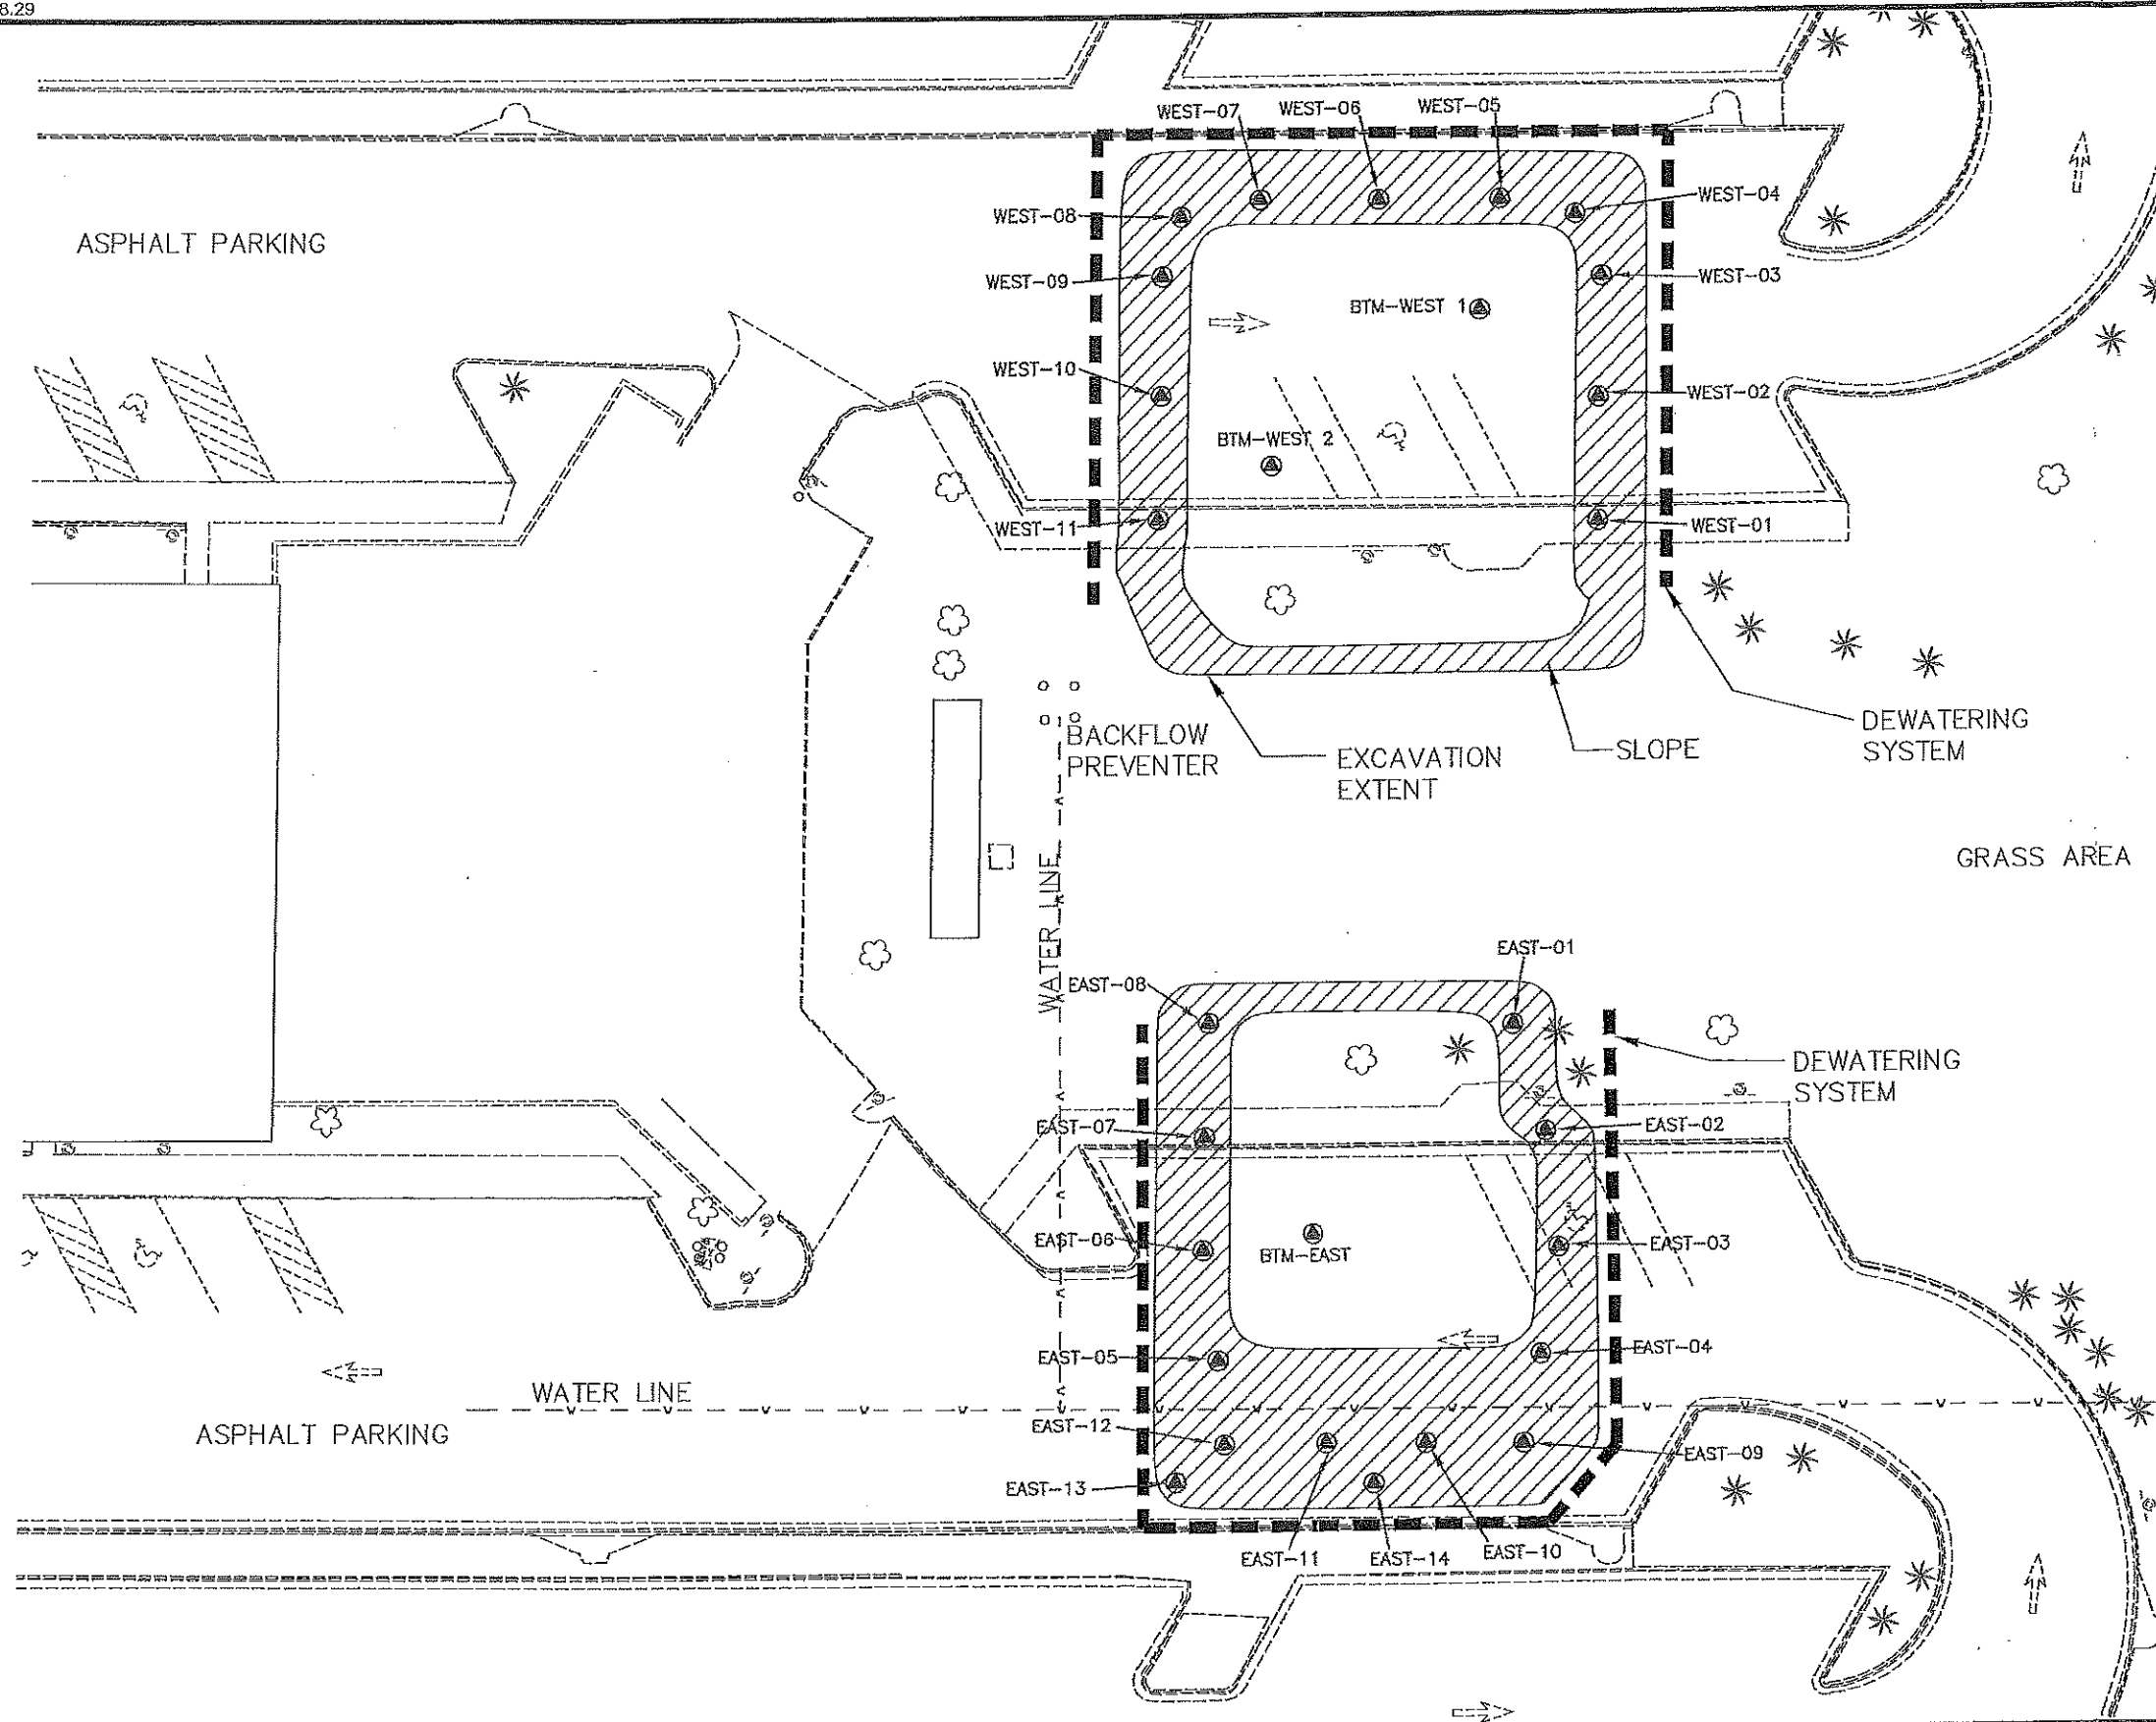 8.29
WEST-07
WEST-06
WEST-05
WEST-08
WEST-04
ASPHALT PARKING
WEST-09
WEST-03
BTM-WEST 1
WEST-10
WEST-02
BTM-WEST 2
WEST-11
WEST-01
BACKFLOW
PREVENTER
EXCAVATION
EXTENT
SLOPE
DEWATERING
SYSTEM
WATER LINE
GRASS AREA
EAST-01
EAST-08
DEWATERING
SYSTEM
EAST-07
EAST-02
EAST-06
BTM-EAST
EAST-03
EAST-05
EAST-04
WATER LINE
ASPHALT PARKING
EAST-12
EAST-09
EAST-13
EAST-11
EAST-14
EAST-10